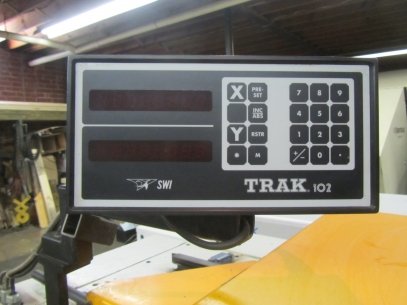 X PRE-SET 7 8 9
INC ABS 4 5 6
Y RSTR 1 2 3
M +/- 0 .
SWI TRAK 102